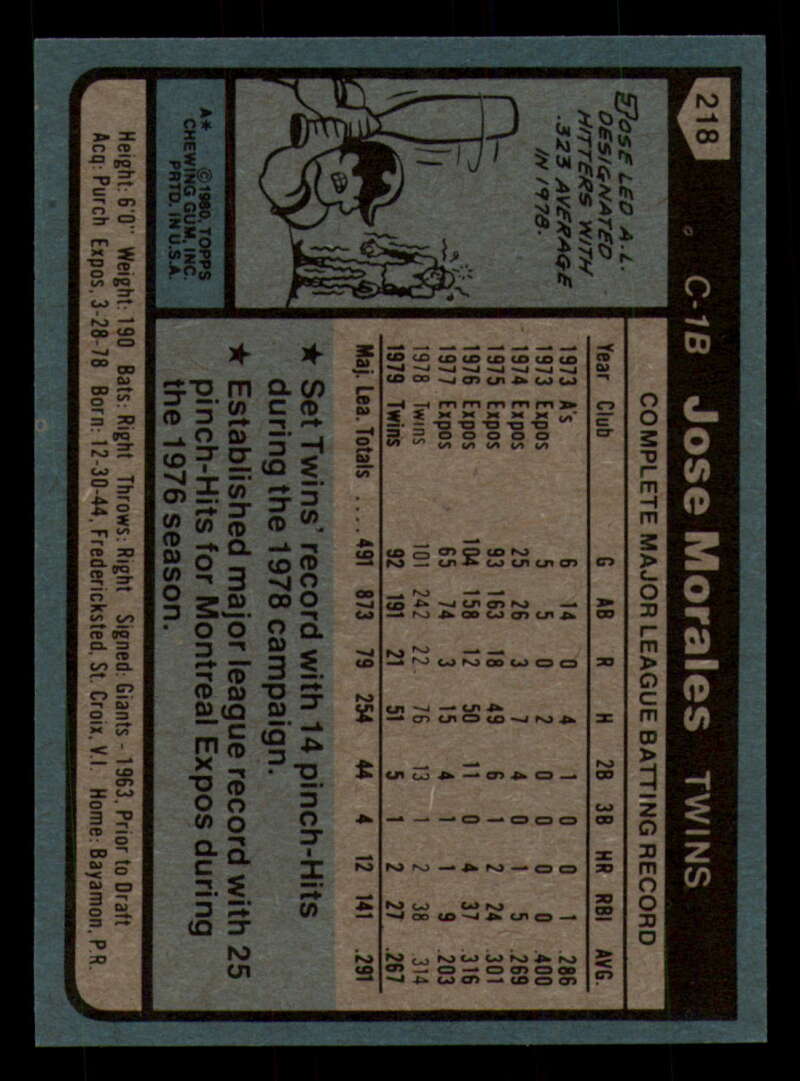 218
C-1B Jose Morales TWINS
JOSE LED A.L.
DESIGNATED
HITTERS WITH
.323 AVERAGE
IN 1978.
A* ©1980, TOPPS
CHEWING GUM, INC.
PRTD. IN U.S.A.
COMPLETE MAJOR LEAGUE BATTING RECORD
Year Club G AB R H 2B 3B HR RBI AVG.
1973 A's 6 14 0 4 1 0 0 1 .286
1973 Expos 5 5 0 2 0 0 0 0 .400
1974 Expos 25 26 3 7 4 0 1 5 .269
1975 Expos 93 163 18 49 6 1 2 24 .301
1976 Expos 104 158 12 50 11 0 4 37 .316
1977 Expos 65 74 3 15 4 1 1 9 .203
1978 Twins 101 242 22 76 13 1 2 38 .314
1979 Twins 92 191 21 51 5 1 2 27 .267
Maj. Lea. Totals .... 491 873 79 254 44 4 12 141 .291
★ Set Twins' record with 14 pinch-Hits
during the 1978 campaign.
★ Established major league record with 25
pinch-Hits for Montreal Expos during
the 1976 season.
Height: 6'0" Weight: 190 Bats: Right Throws: Right Signed: Giants - 1963, Prior to Draft
Acq: Purch Expos, 3-28-78 Born: 12-30-44, Fredericksted, St. Croix, V.I. Home: Bayamon, P.R.